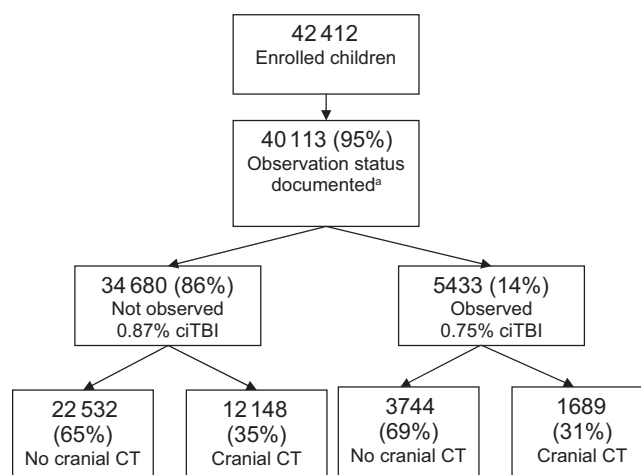 42 412
Enrolled children
40 113 (95%)
Observation status
documentedᵃ
34 680 (86%)
Not observed
0.87% ciTBI
5433 (14%)
Observed
0.75% ciTBI
22 532
(65%)
No cranial CT
12 148
(35%)
Cranial CT
3744
(69%)
No cranial CT
1689
(31%)
Cranial CT